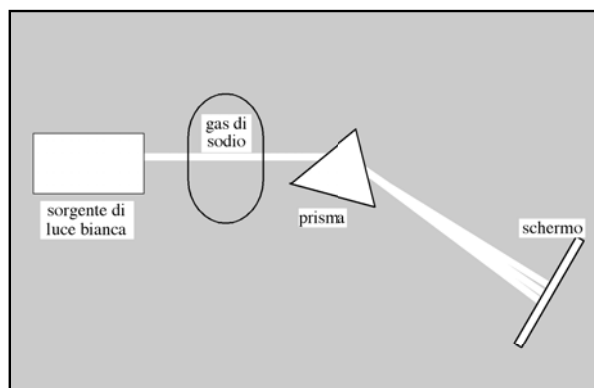 gas di
sodio
sorgente di
luce bianca
prisma
schermo